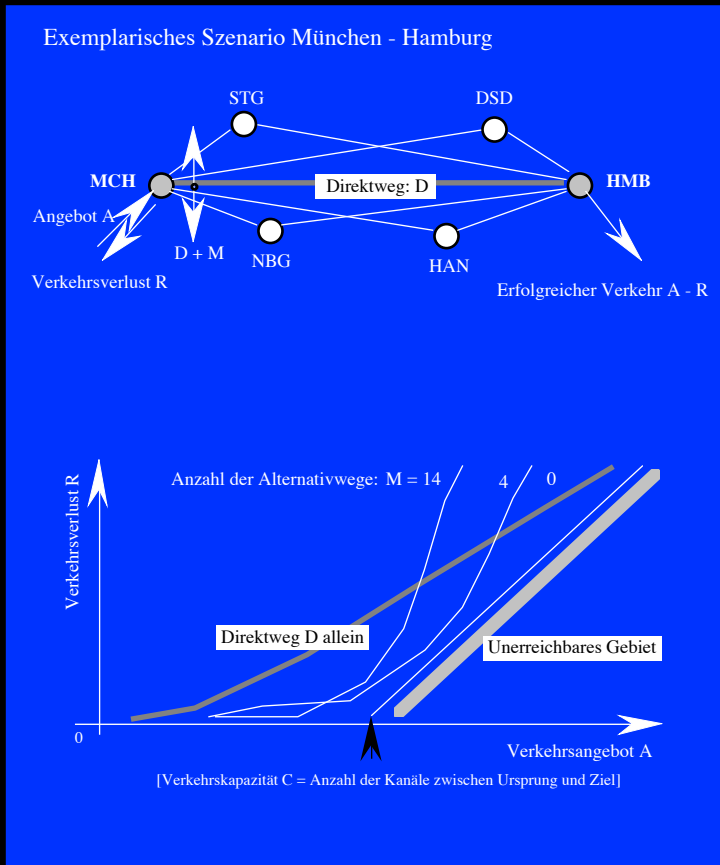 Exemplarisches Szenario München - Hamburg
STG
DSD
MCH
Direktweg: D
HMB
Angebot A
D + M
NBG
HAN
Verkehrsverlust R
Erfolgreicher Verkehr A - R
Verkehrsverlust R
Anzahl der Alternativwege: M = 14
4
0
Direktweg D allein
Unerreichbares Gebiet
0
Verkehrsangebot A
[Verkehrskapazität C = Anzahl der Kanäle zwischen Ursprung und Ziel]